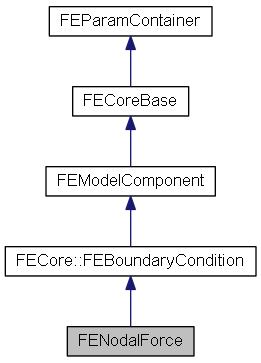 FEParamContainer
FECoreBase
FEModelComponent
FECore::FEBoundaryCondition
FENodalForce